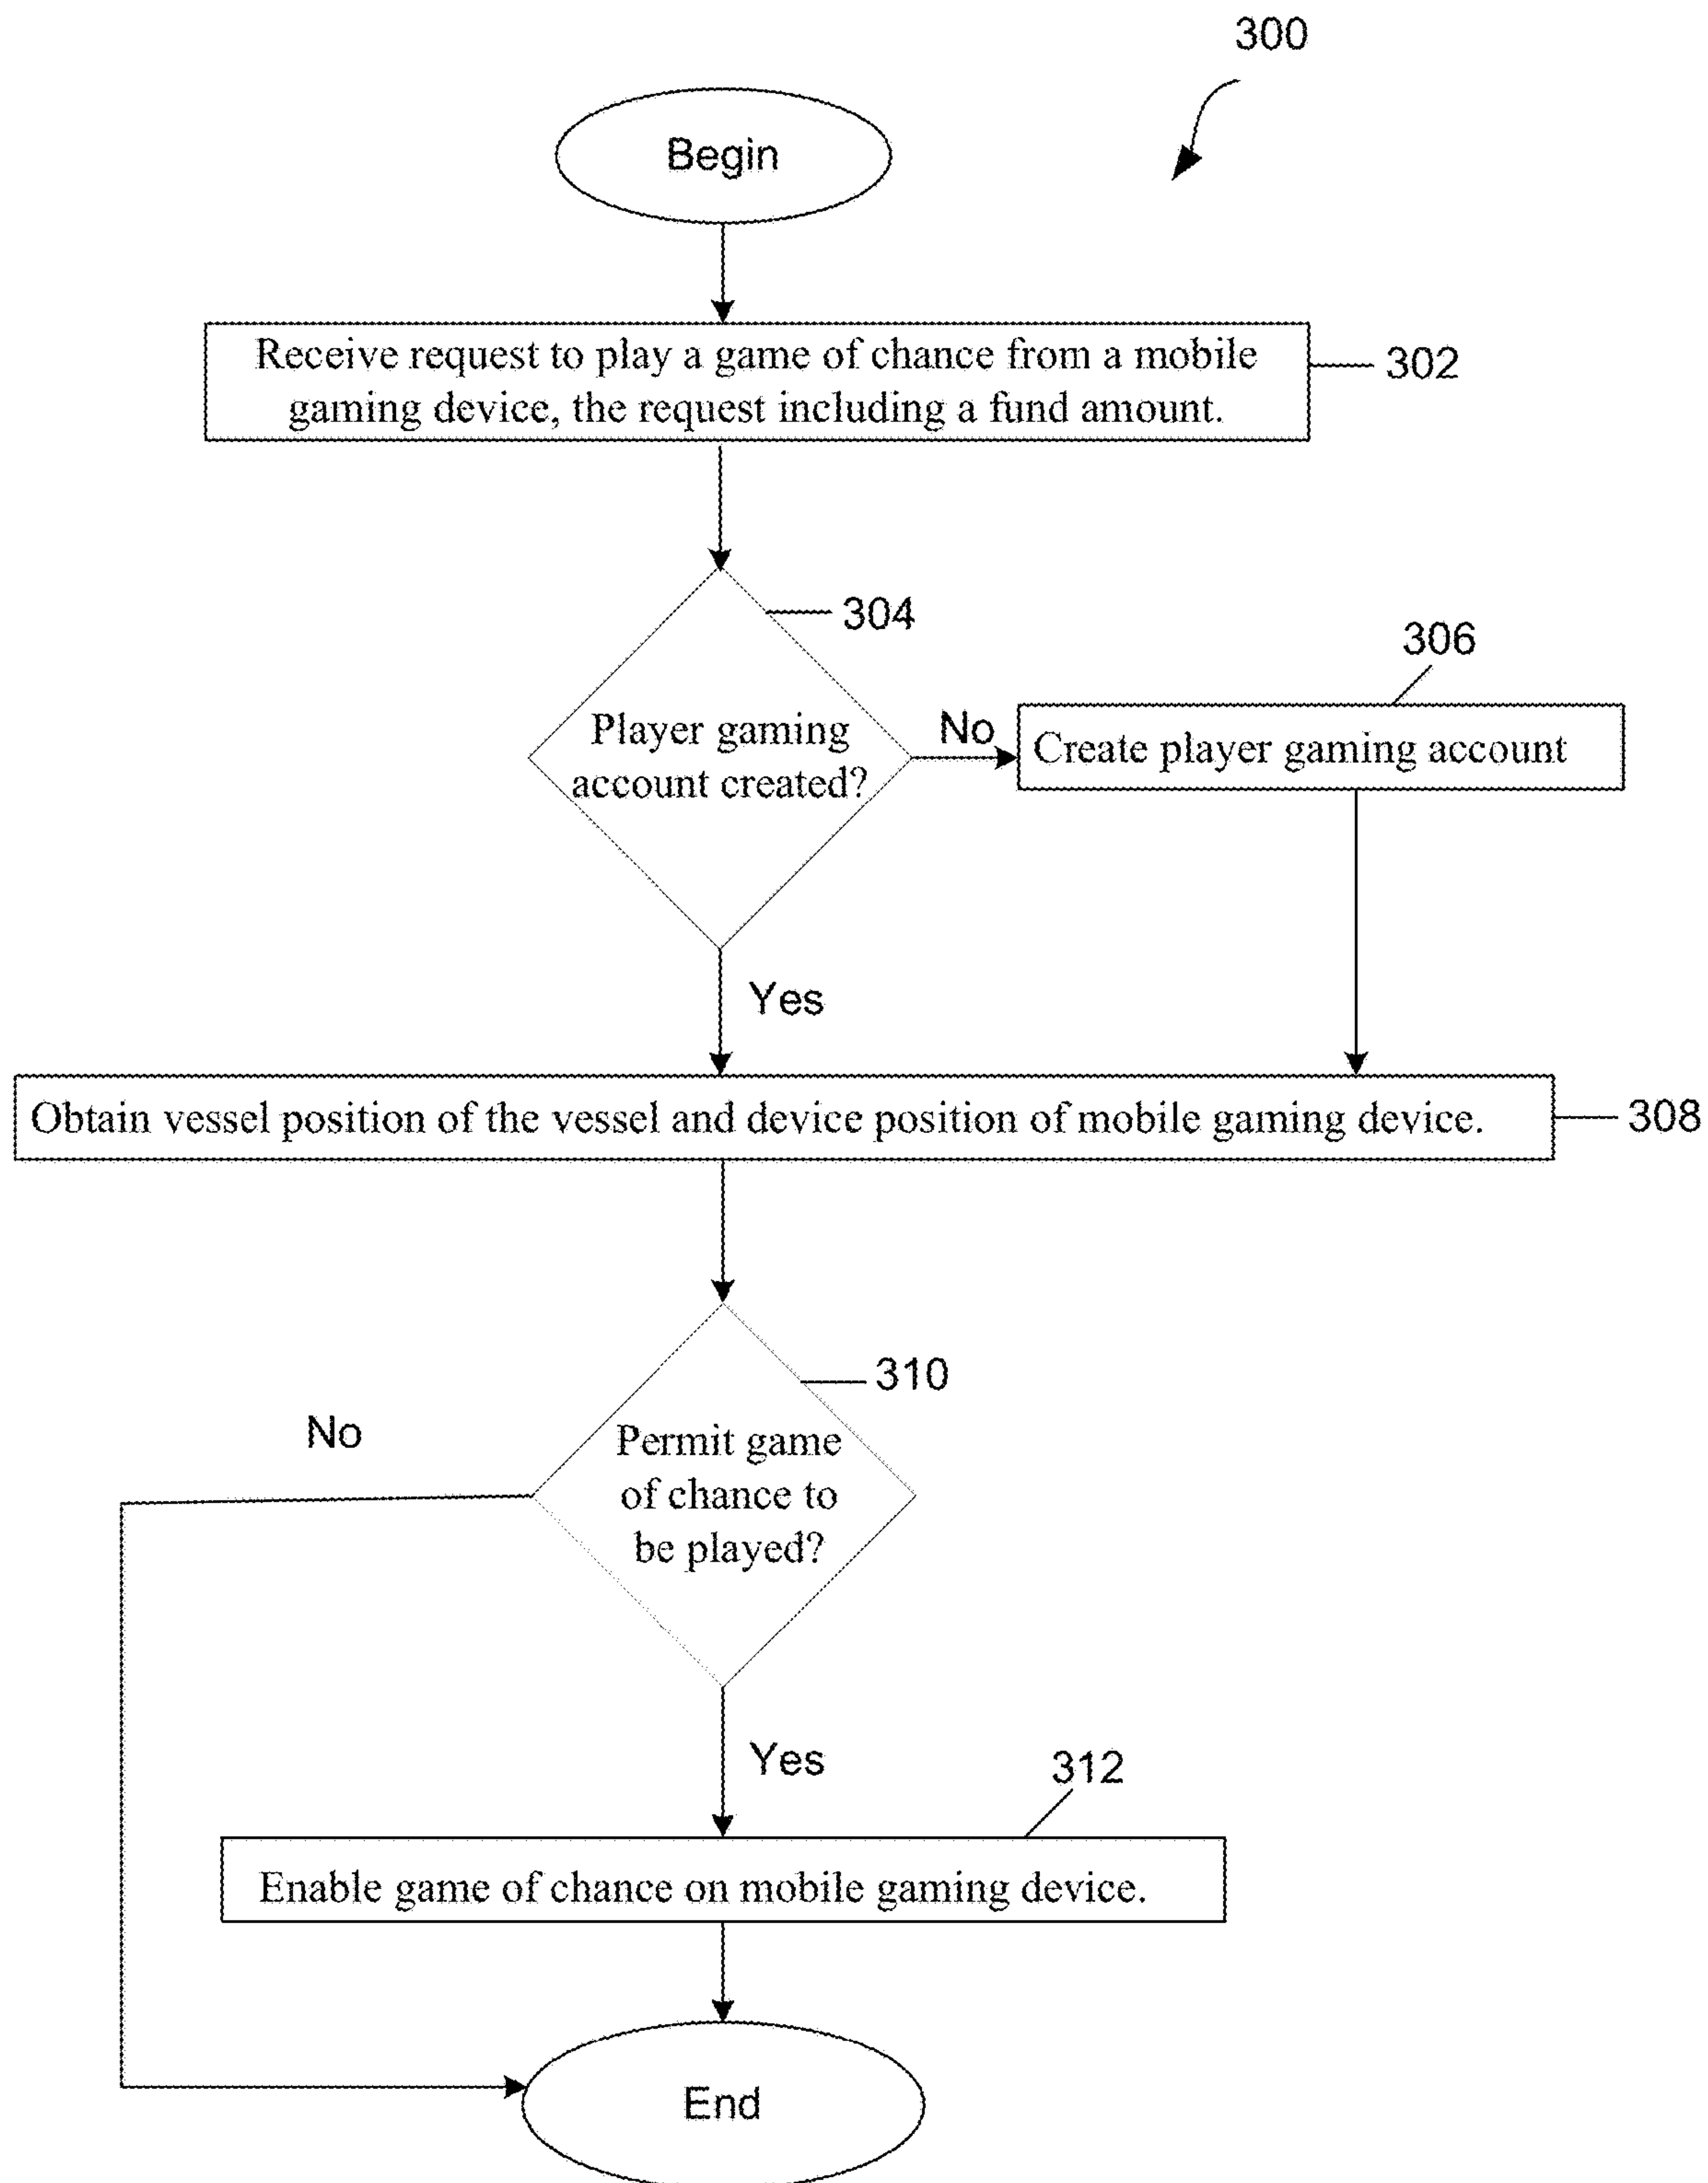 300
Begin
Receive request to play a game of chance from a mobile
gaming device, the request including a fund amount.
302
304
Player gaming
account created?
No
306
Create player gaming account
Yes
Obtain vessel position of the vessel and device position of mobile gaming device.
308
310
Permit game
of chance to
be played?
No
Yes
312
Enable game of chance on mobile gaming device.
End